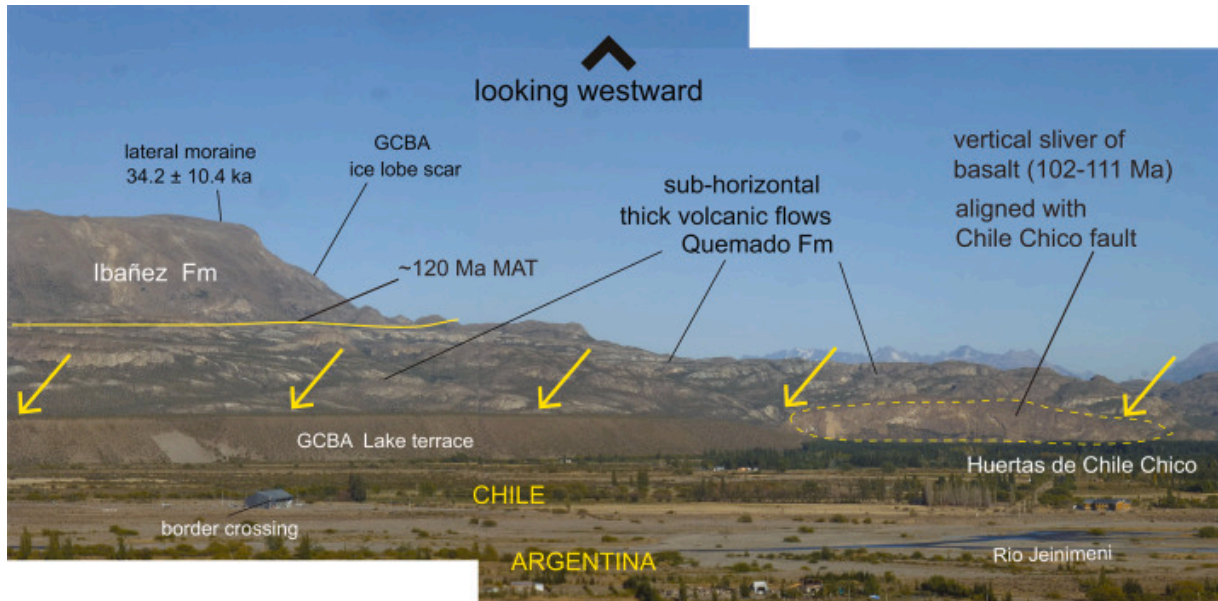 looking westward
lateral moraine
34.2 ± 10.4 ka
GCBA
ice lobe scar
vertical sliver of
basalt (102-111 Ma)
aligned with
Chile Chico fault
sub-horizontal
thick volcanic flows
Quemado Fm
Ibañez Fm
~120 Ma MAT
GCBA Lake terrace
Huertas de Chile Chico
CHILE
border crossing
ARGENTINA
Rio Jeinimeni